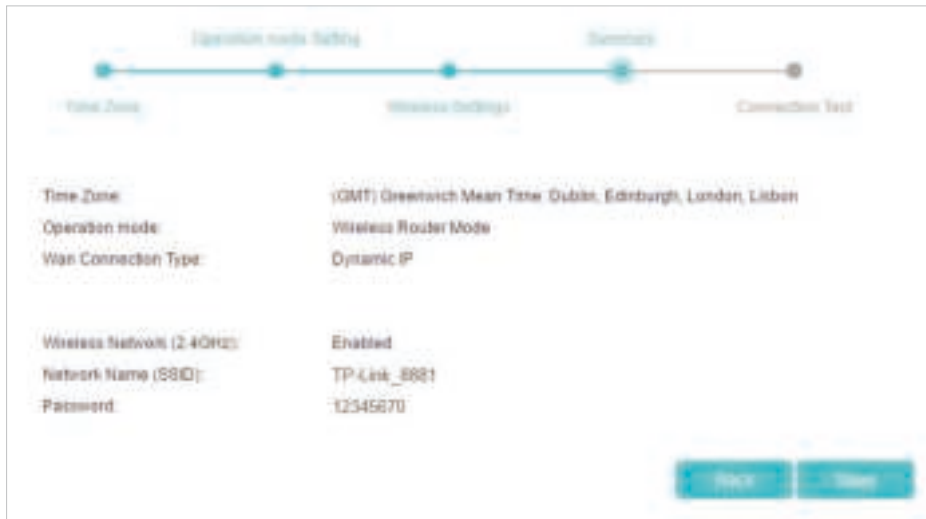 Operation mode Setting Summary
Time Zone Wireless Settings Connection Test
Time Zone: (GMT) Greenwich Mean Time: Dublin, Edinburgh, London, Lisbon
Operation mode: Wireless Router Mode
Wan Connection Type: Dynamic IP
Wireless Network (2.4GHz): Enabled
Network Name (SSID): TP-Link_8881
Password: 12345670
Back